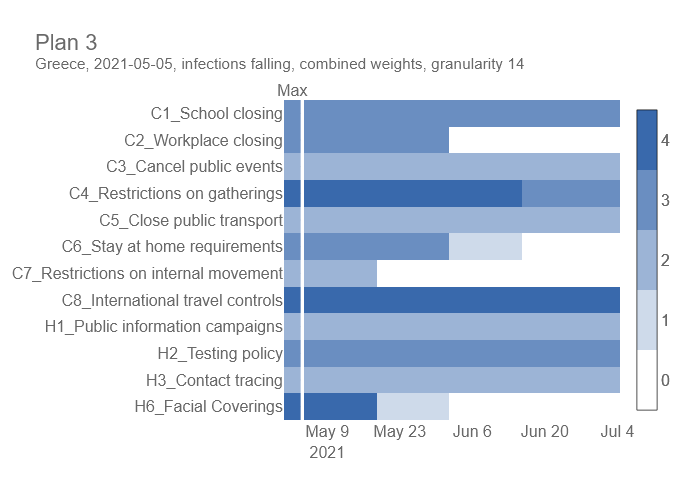 Plan 3
Greece, 2021-05-05, infections falling, combined weights, granularity 14
Max
C1_School closing
C2_Workplace closing
C3_Cancel public events
C4_Restrictions on gatherings
C5_Close public transport
C6_Stay at home requirements
C7_Restrictions on internal movement
C8_International travel controls
H1_Public information campaigns
H2_Testing policy
H3_Contact tracing
H6_Facial Coverings
May 9 May 23 Jun 6 Jun 20 Jul 4
2021
4
3
2
1
0